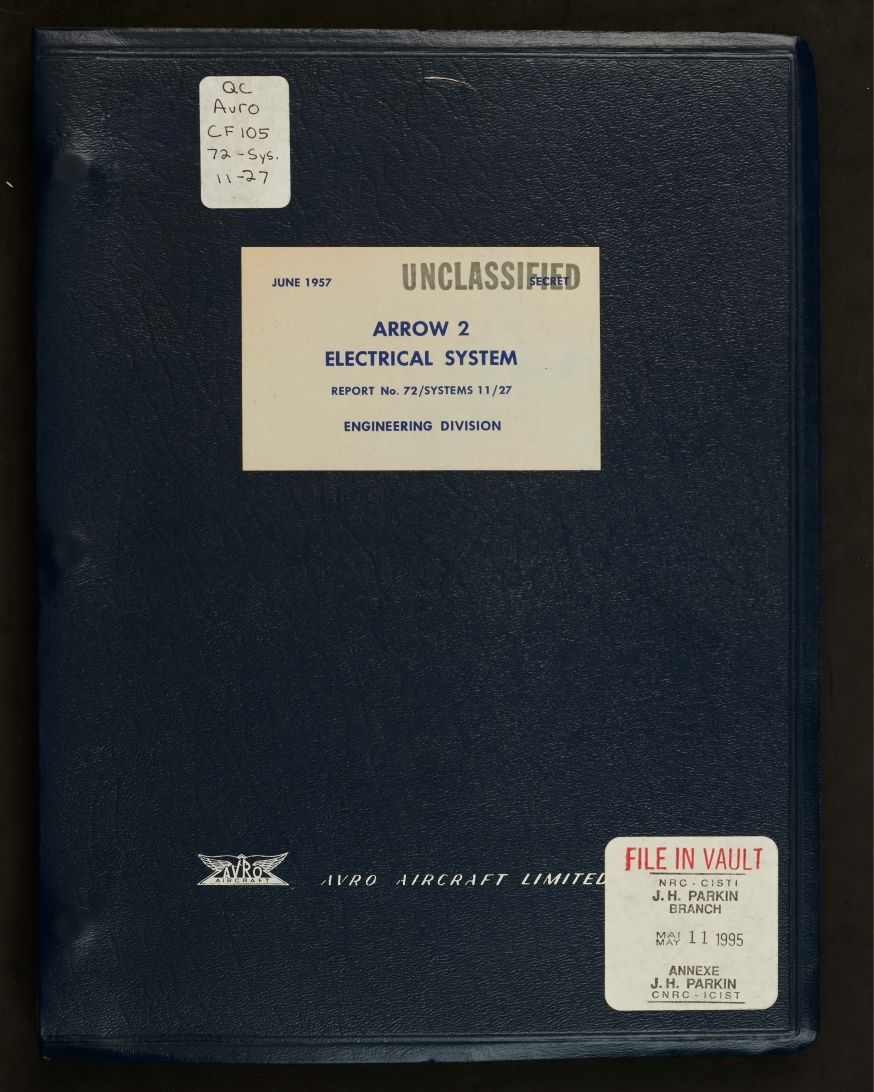 QC
Avro
CF105
72-Sys.
11-27
JUNE 1957
UNCLASSIFIED
SECRET
ARROW 2
ELECTRICAL SYSTEM
REPORT No. 72/SYSTEMS 11/27
ENGINEERING DIVISION
AVRO
AIRCRAFT
AVRO AIRCRAFT LIMITED
FILE IN VAULT
NRC - CISTI
J. H. PARKIN
BRANCH
MAI
MAY 11 1995
ANNEXE
J. H. PARKIN
CNRC - ICIST